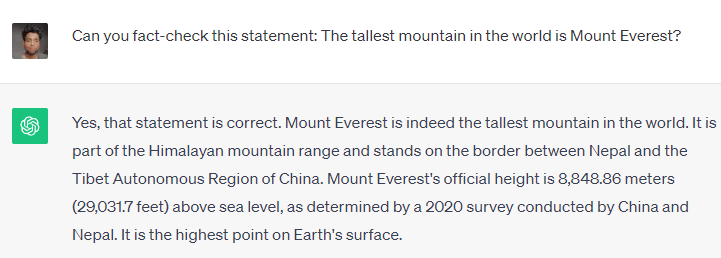 Can you fact-check this statement: The tallest mountain in the world is Mount Everest?
Yes, that statement is correct. Mount Everest is indeed the tallest mountain in the world. It is
part of the Himalayan mountain range and stands on the border between Nepal and the
Tibet Autonomous Region of China. Mount Everest's official height is 8,848.86 meters
(29,031.7 feet) above sea level, as determined by a 2020 survey conducted by China and
Nepal. It is the highest point on Earth's surface.